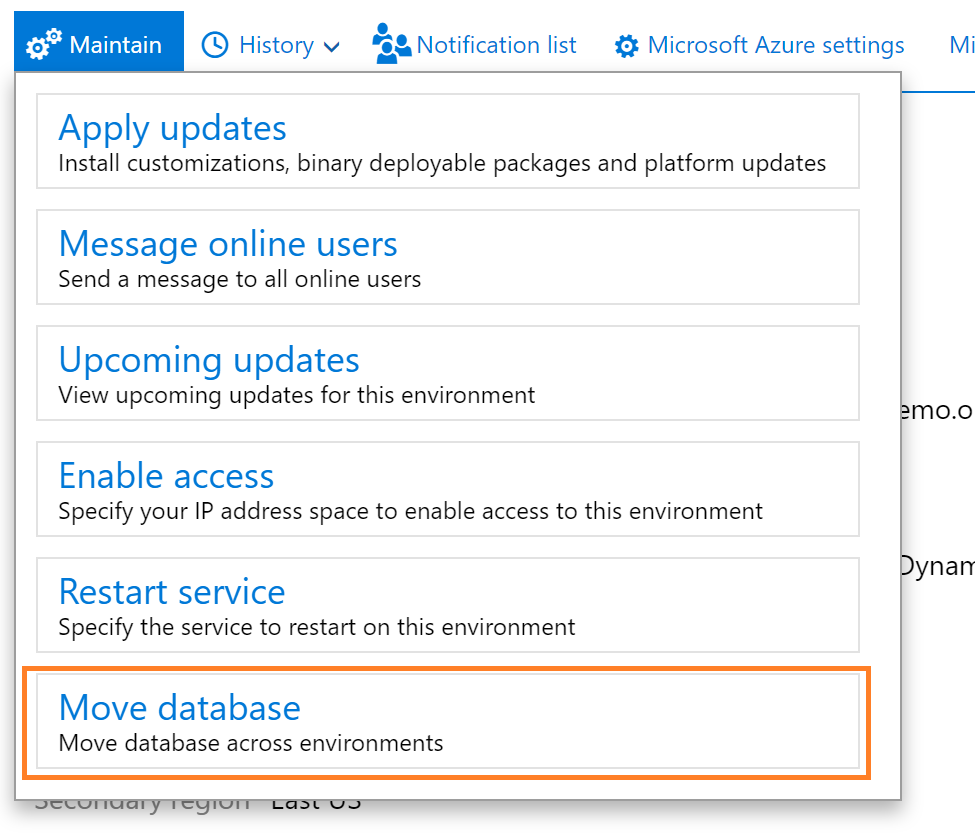 Maintain History Notification list Microsoft Azure settings Mi
Apply updates
Install customizations, binary deployable packages and platform updates
Message online users
Send a message to all online users
Upcoming updates
View upcoming updates for this environment
emo.o
Enable access
Specify your IP address space to enable access to this environment
Dynam
Restart service
Specify the service to restart on this environment
Move database
Move database across environments
Secondary region East US